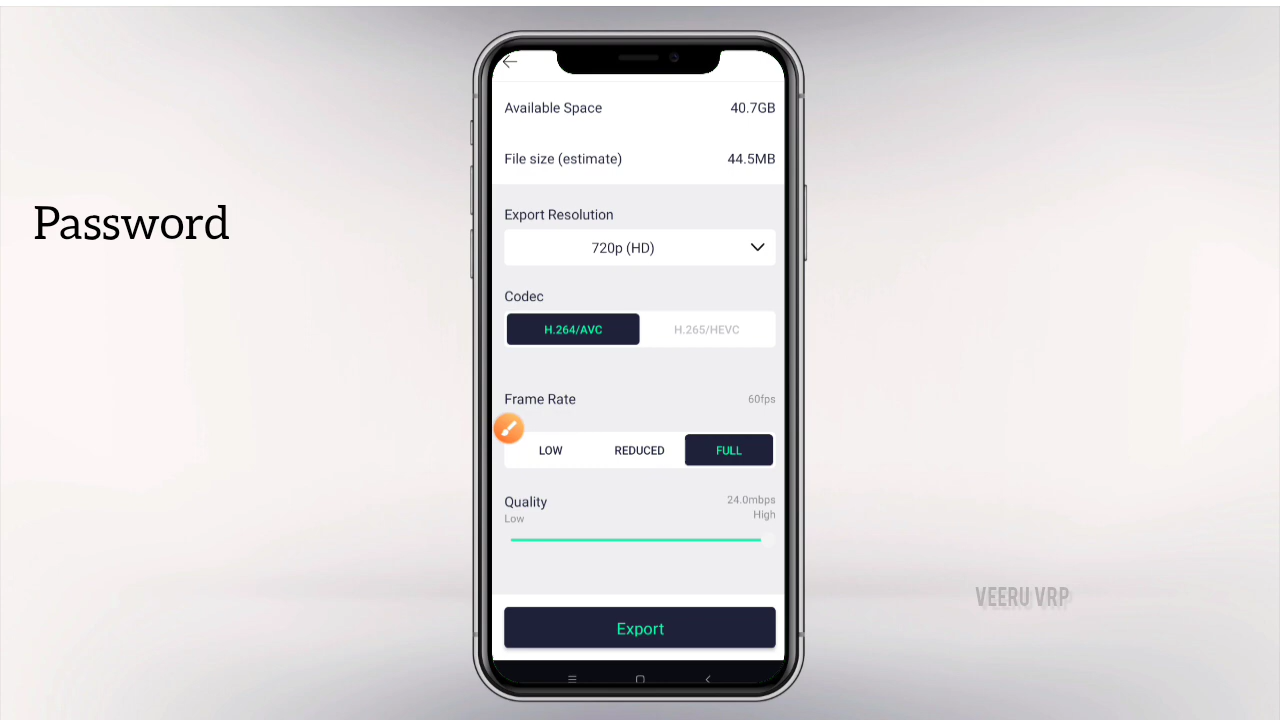 Password
Available Space 40.7GB
File size (estimate) 44.5MB
Export Resolution
720p (HD)
Codec
H.264/AVC H.265/HEVC
Frame Rate 60fps
LOW REDUCED FULL
Quality 24.0mbps
Low High
Export
VEERU VRP